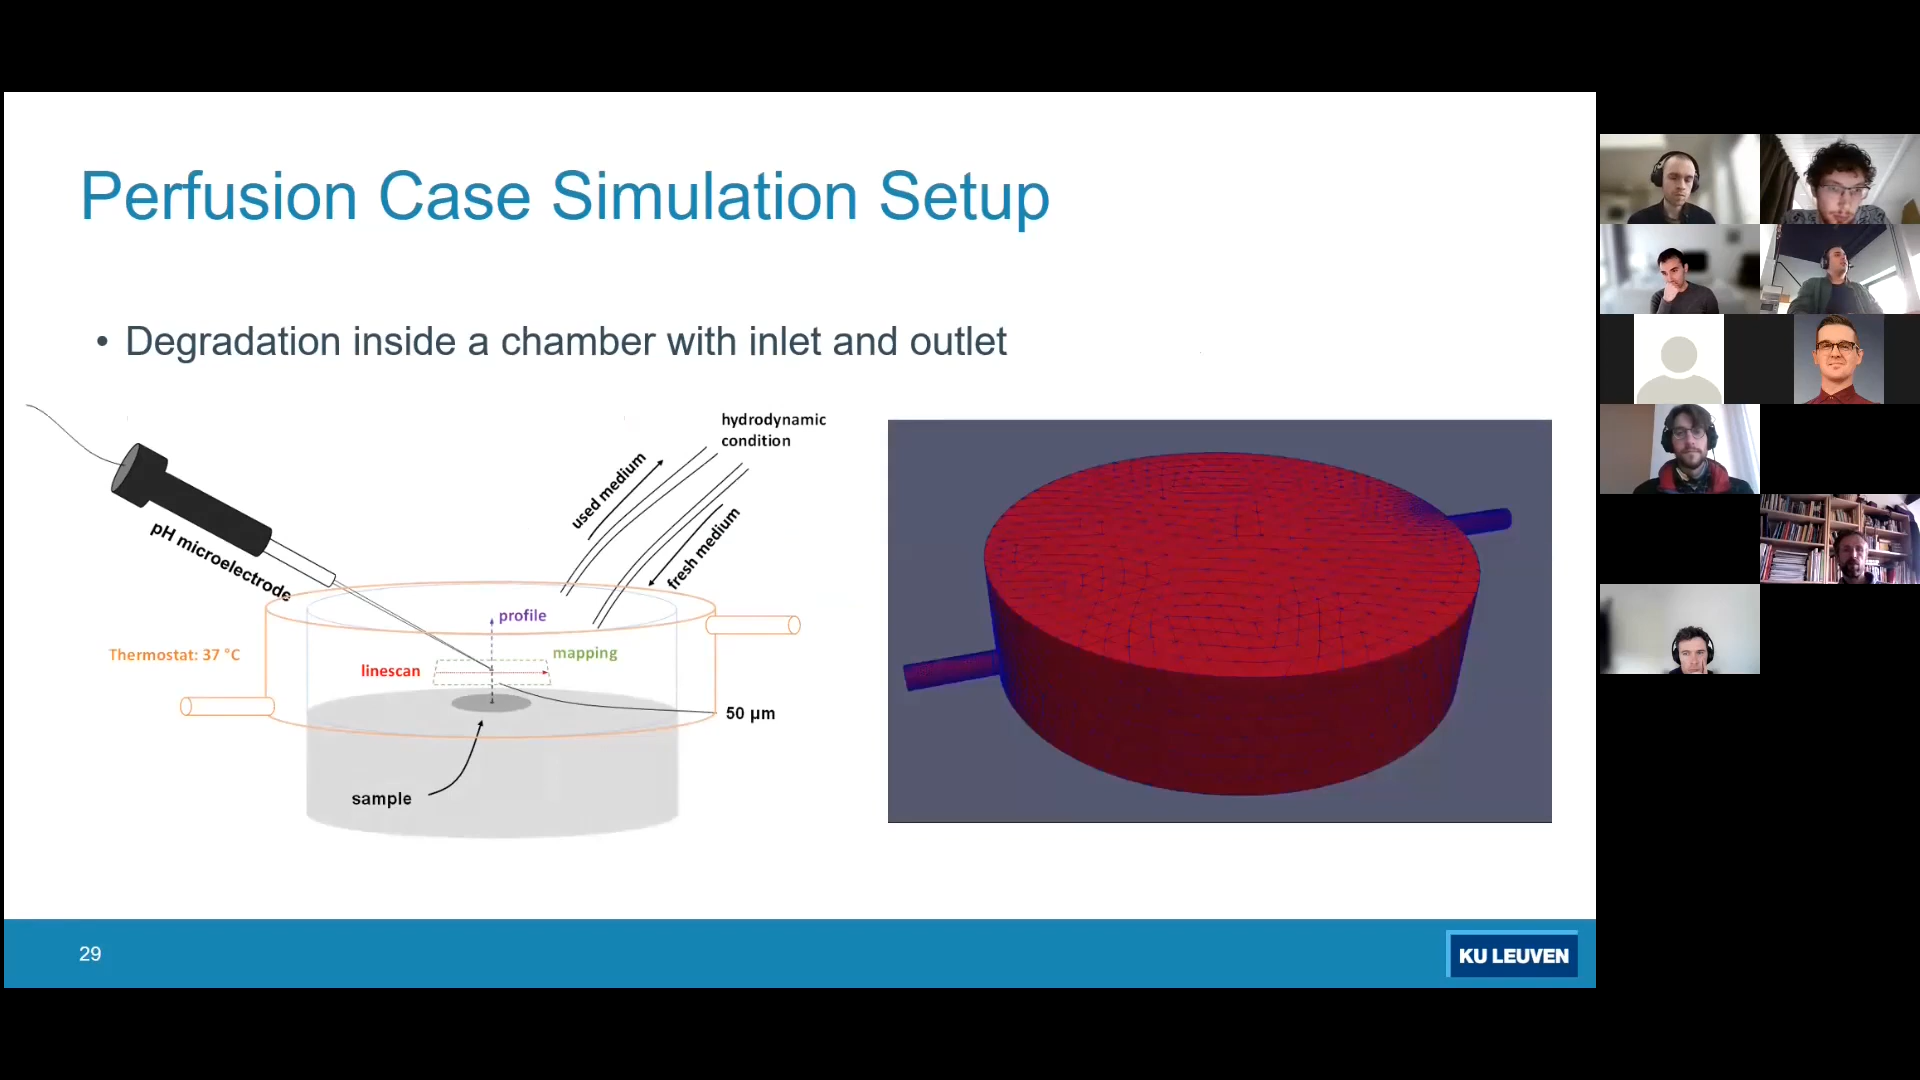 Perfusion Case Simulation Setup
• Degradation inside a chamber with inlet and outlet
hydrodynamic
condition
used medium
fresh medium
pH microelectrode
profile
mapping
linescan
Thermostat: 37 °C
50 µm
sample
29
KU LEUVEN